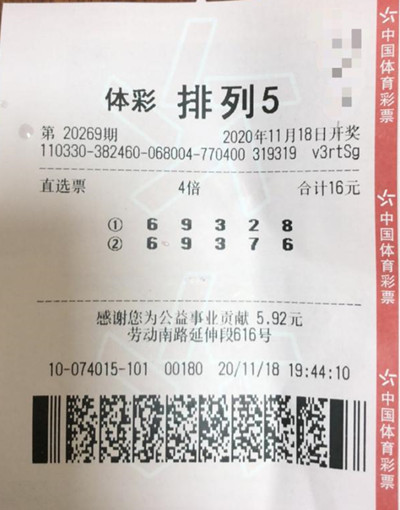 体彩 排列5
第 20269期 2020年11月18日开奖
110330-382460-068004-770400 319319 v3rtSg
直选票 4倍 合计16元
① 6 9 3 2 8
② 6 9 3 7 6
感谢您为公益事业贡献 5.92元
劳动南路延伸段616号
10-074015-101 00180 20/11/18 19:44:10
中国体育彩票
中国体育彩票
中国体育彩票